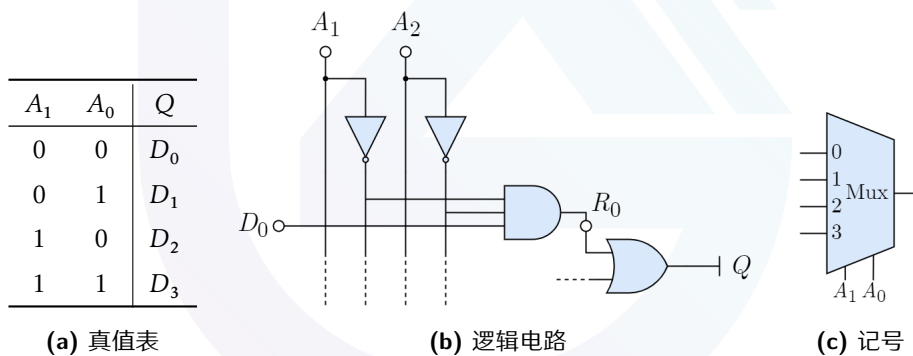 A₁ A₀ Q
0 0 D₀
0 1 D₁
1 0 D₂
1 1 D₃
(a) 真值表
A₁ A₂
D₀
R₀
Q
(b) 逻辑电路
0
1
Mux
2
3
A₁ A₀
(c) 记号